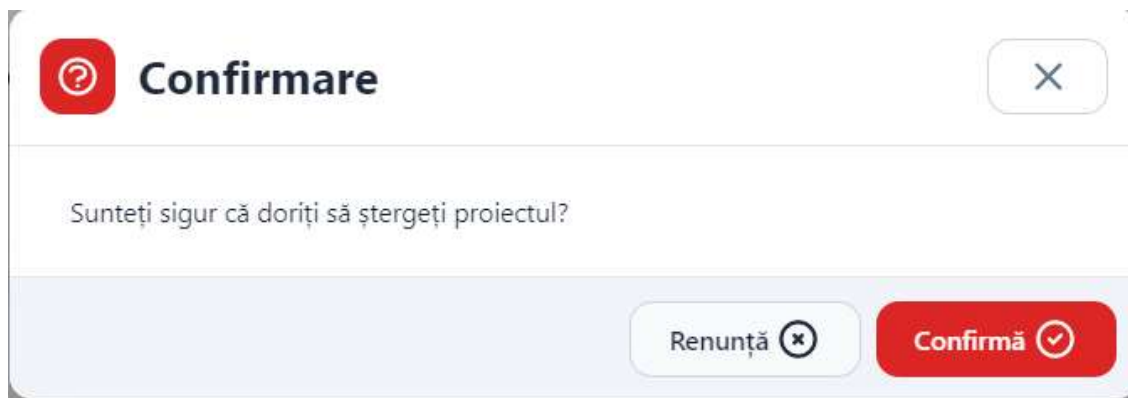 Confirmare
Sunteți sigur că doriți să ștergeți proiectul?
Renunță
Confirmă